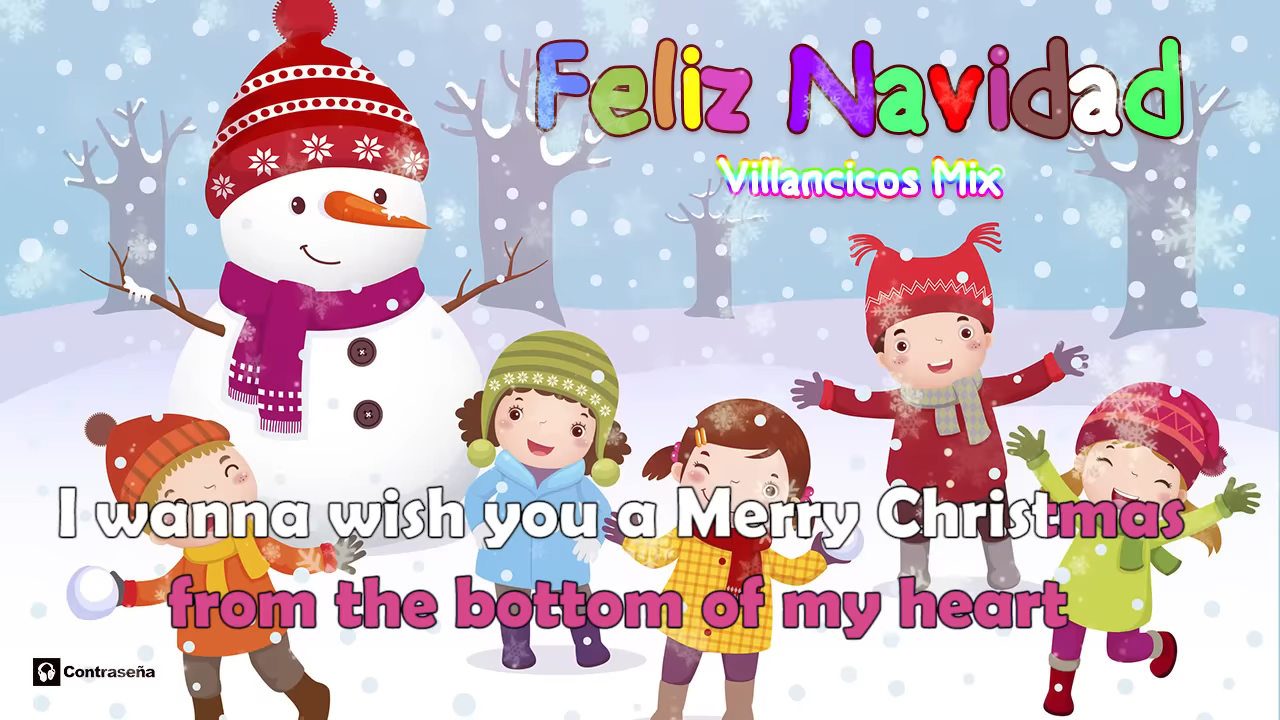 Feliz Navidad
Villancicos Mix
I wanna wish you a Merry Christmas
from the bottom of my heart
Contraseña